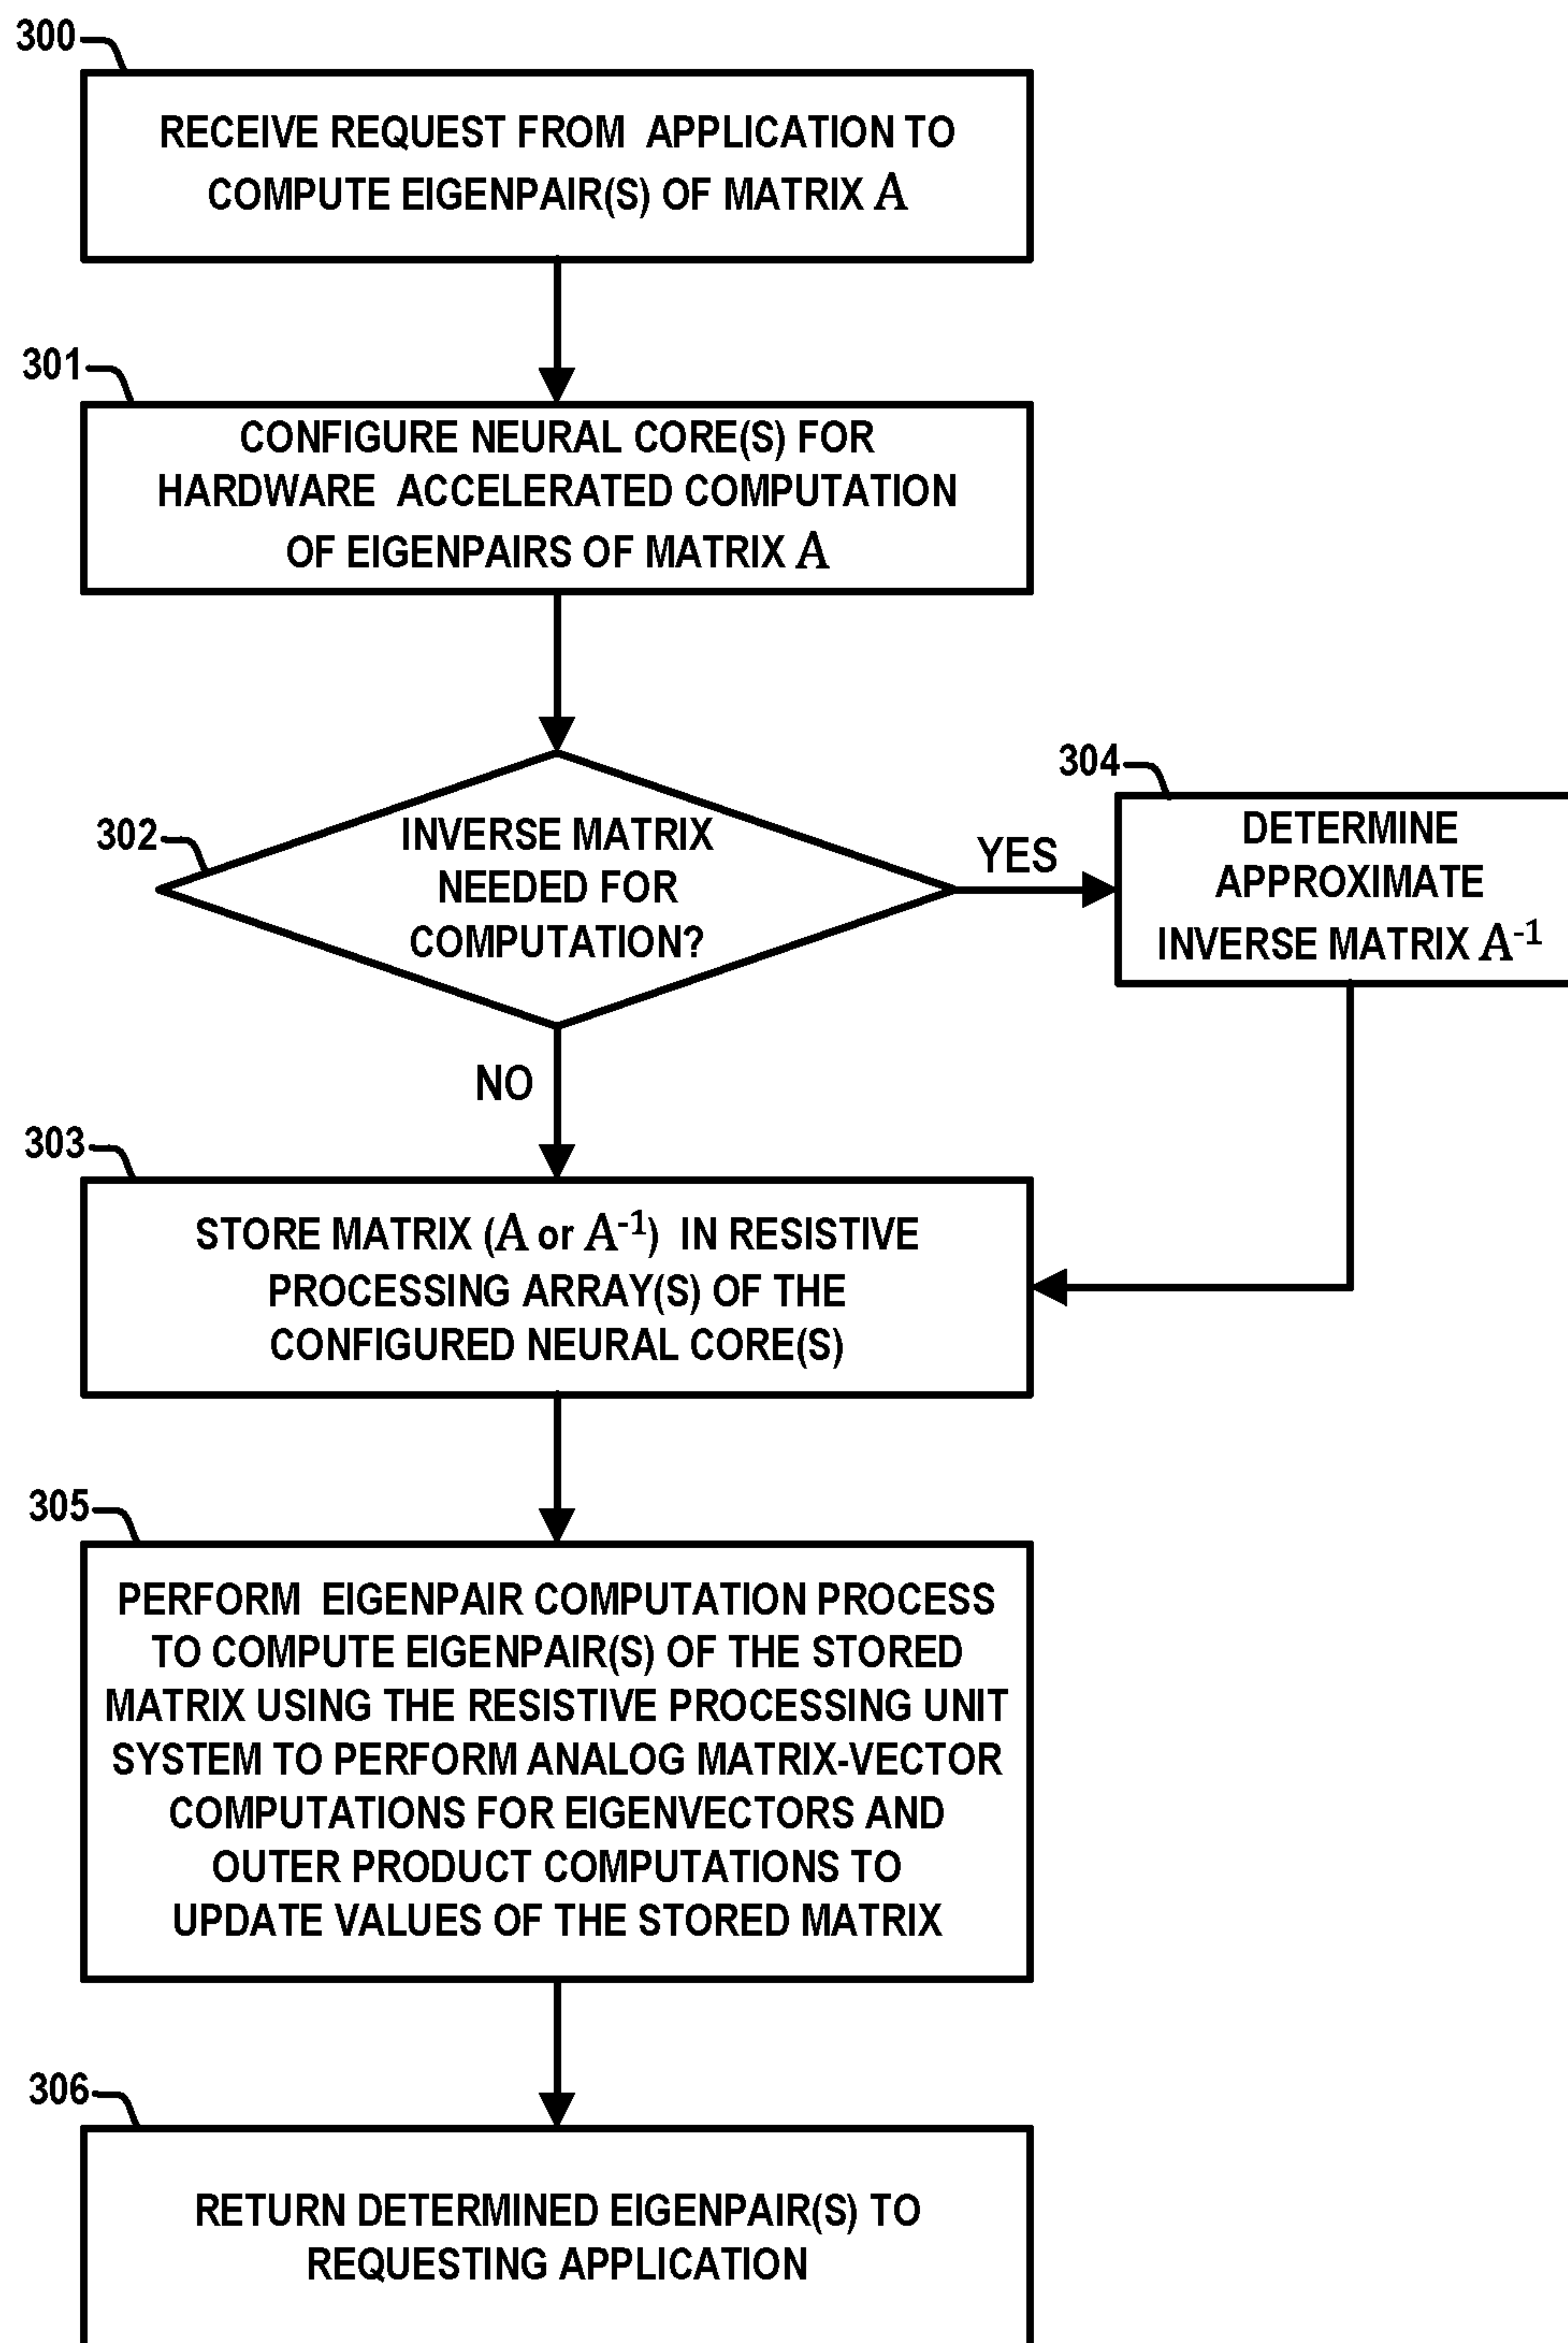 300
RECEIVE REQUEST FROM APPLICATION TO
COMPUTE EIGENPAIR(S) OF MATRIX A
301
CONFIGURE NEURAL CORE(S) FOR
HARDWARE ACCELERATED COMPUTATION
OF EIGENPAIRS OF MATRIX A
302
INVERSE MATRIX
NEEDED FOR
COMPUTATION?
YES
304
DETERMINE
APPROXIMATE
INVERSE MATRIX A⁻¹
NO
303
STORE MATRIX (A or A⁻¹) IN RESISTIVE
PROCESSING ARRAY(S) OF THE
CONFIGURED NEURAL CORE(S)
305
PERFORM EIGENPAIR COMPUTATION PROCESS
TO COMPUTE EIGENPAIR(S) OF THE STORED
MATRIX USING THE RESISTIVE PROCESSING UNIT
SYSTEM TO PERFORM ANALOG MATRIX-VECTOR
COMPUTATIONS FOR EIGENVECTORS AND
OUTER PRODUCT COMPUTATIONS TO
UPDATE VALUES OF THE STORED MATRIX
306
RETURN DETERMINED EIGENPAIR(S) TO
REQUESTING APPLICATION